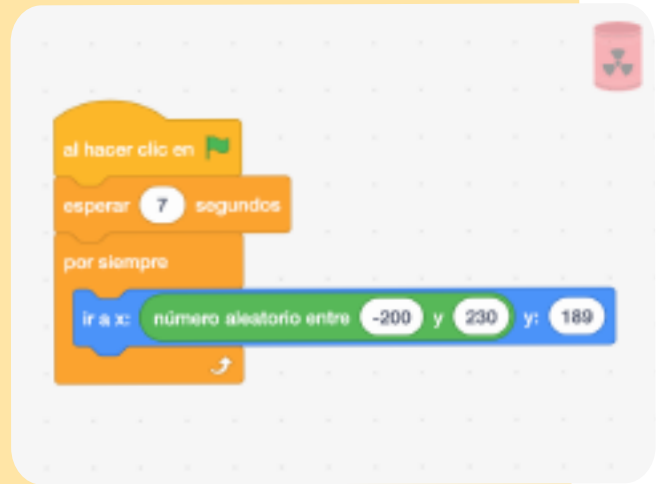 al hacer clic en
esperar 7 segundos
por siempre
ir a x: número aleatorio entre -200 y 230 y: 189